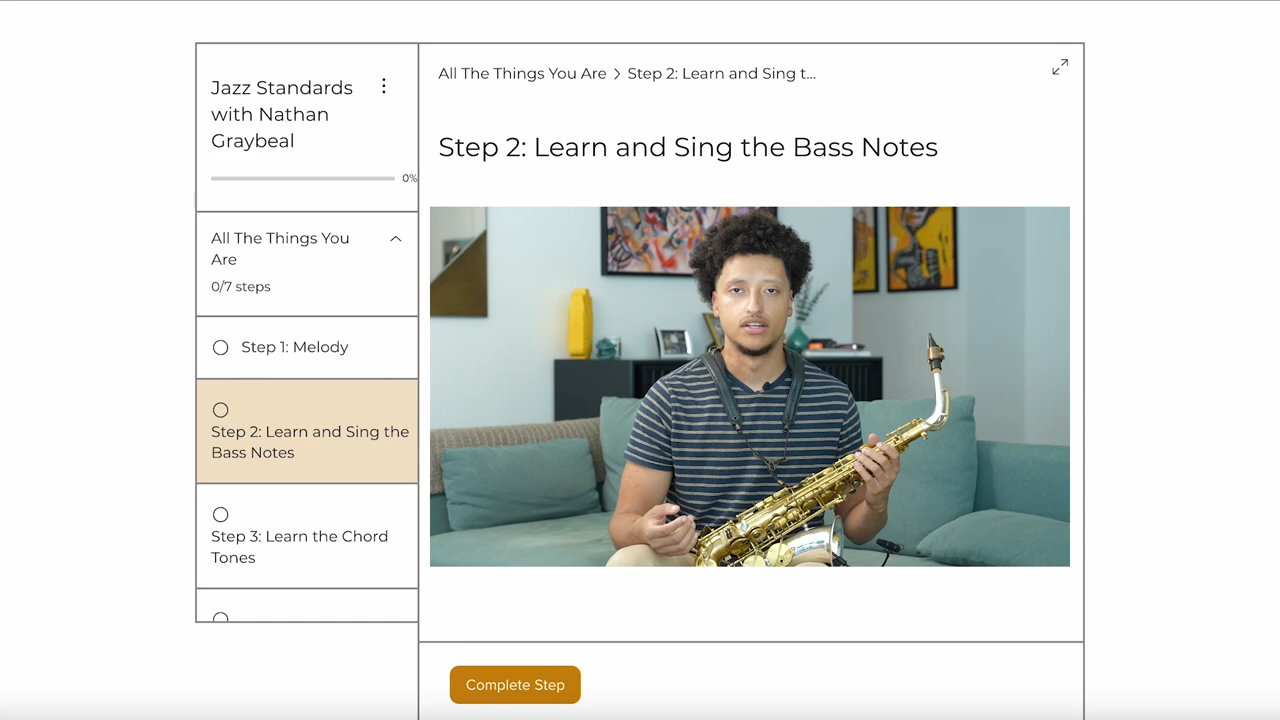 Jazz Standards
with Nathan
Graybeal
0%
All The Things You
Are
0/7 steps
Step 1: Melody
Step 2: Learn and Sing the
Bass Notes
Step 3: Learn the Chord
Tones
All The Things You Are > Step 2: Learn and Sing t...
Step 2: Learn and Sing the Bass Notes
Complete Step